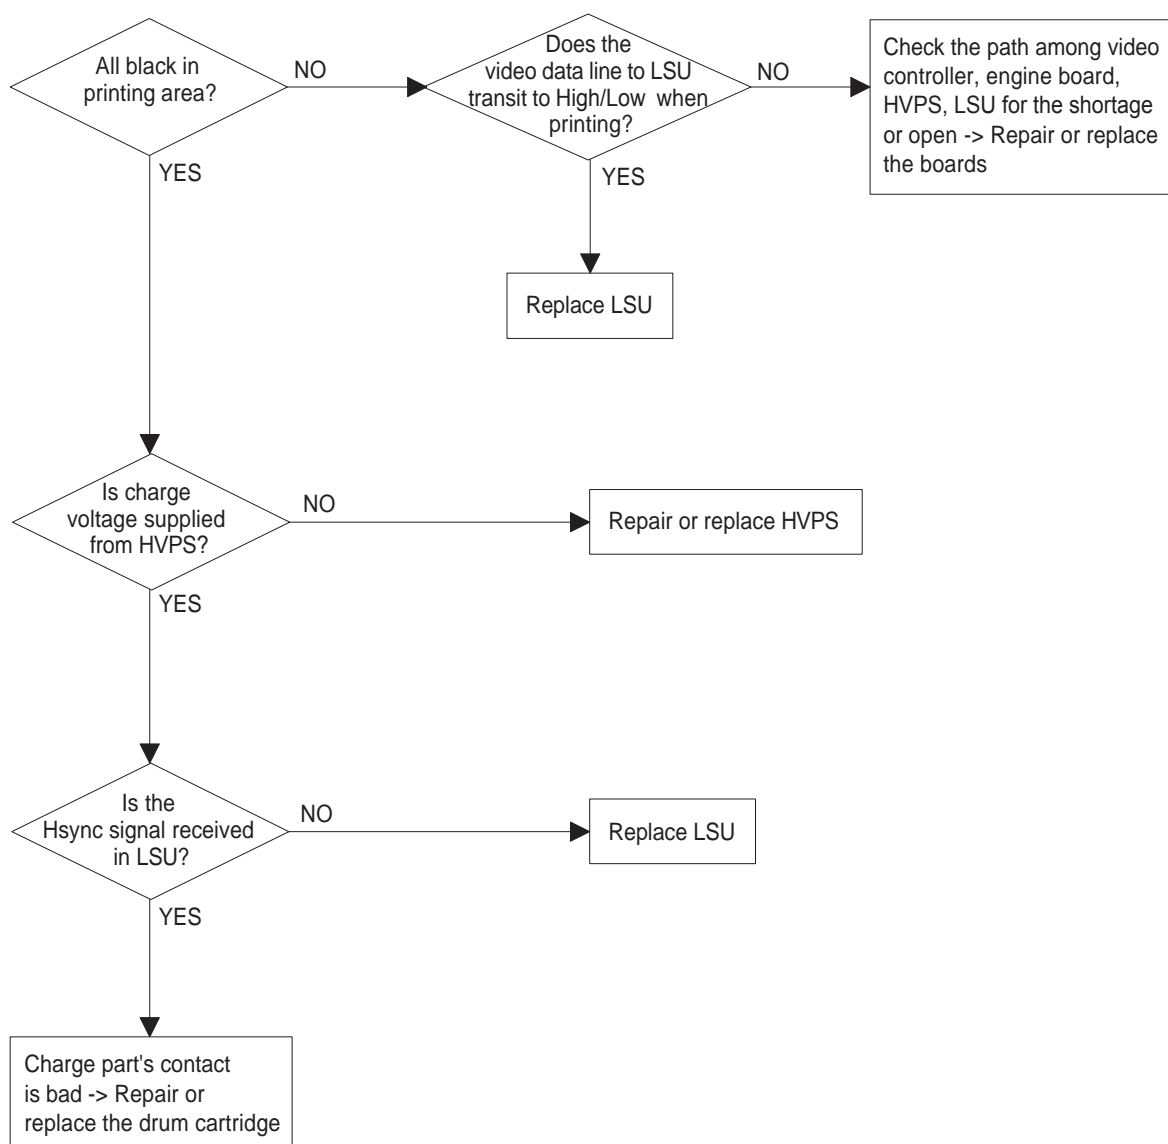 All black in
printing area?
NO
YES
Does the
video data line to LSU
transit to High/Low when
printing?
NO
YES
Check the path among video
controller, engine board,
HVPS, LSU for the shortage
or open -> Repair or replace
the boards
Replace LSU
Is charge
voltage supplied
from HVPS?
NO
YES
Repair or replace HVPS
Is the
Hsync signal received
in LSU?
NO
YES
Replace LSU
Charge part's contact
is bad -> Repair or
replace the drum cartridge